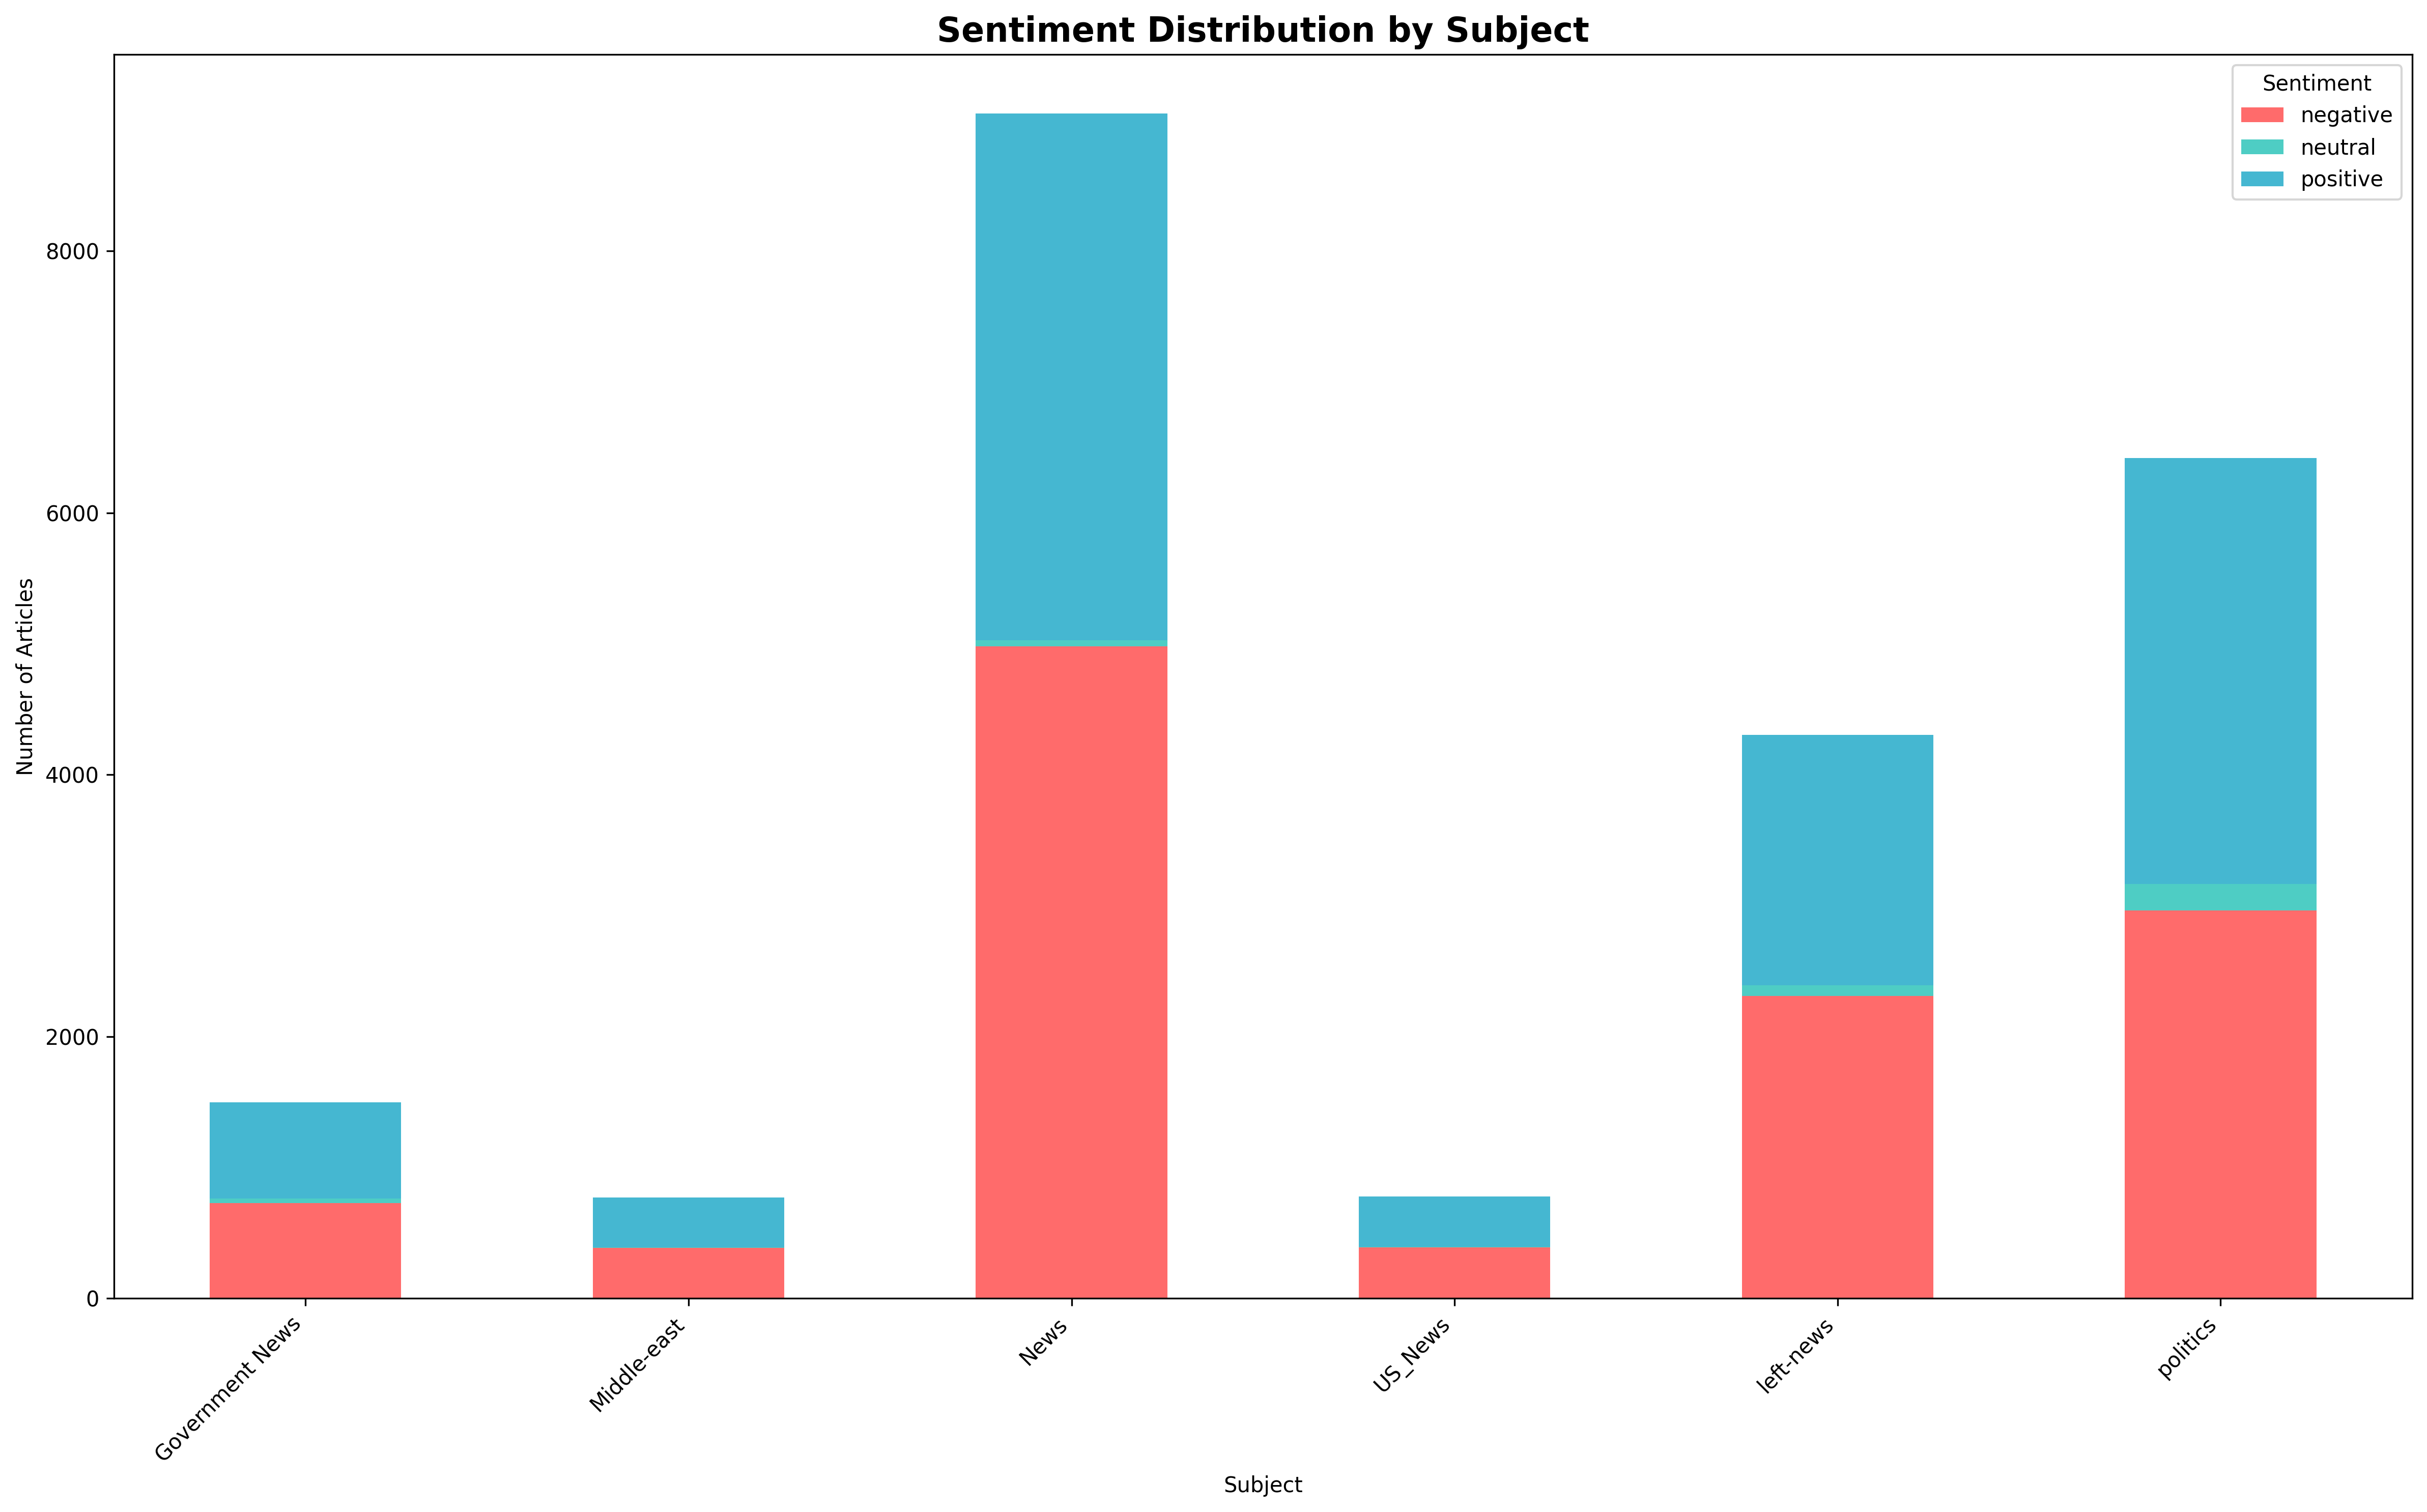 Sentiment Distribution by Subject
Sentiment
negative
neutral
positive
Number of Articles
8000
6000
4000
2000
0
Government News
Middle-east
News
US_News
left-news
politics
Subject